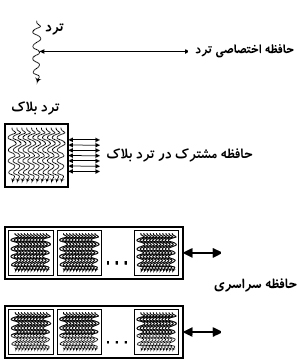 ترد
حافظه اختصاصی ترد
ترد بلاک
حافظه مشترک در ترد بلاک
...
حافظه سراسری
...